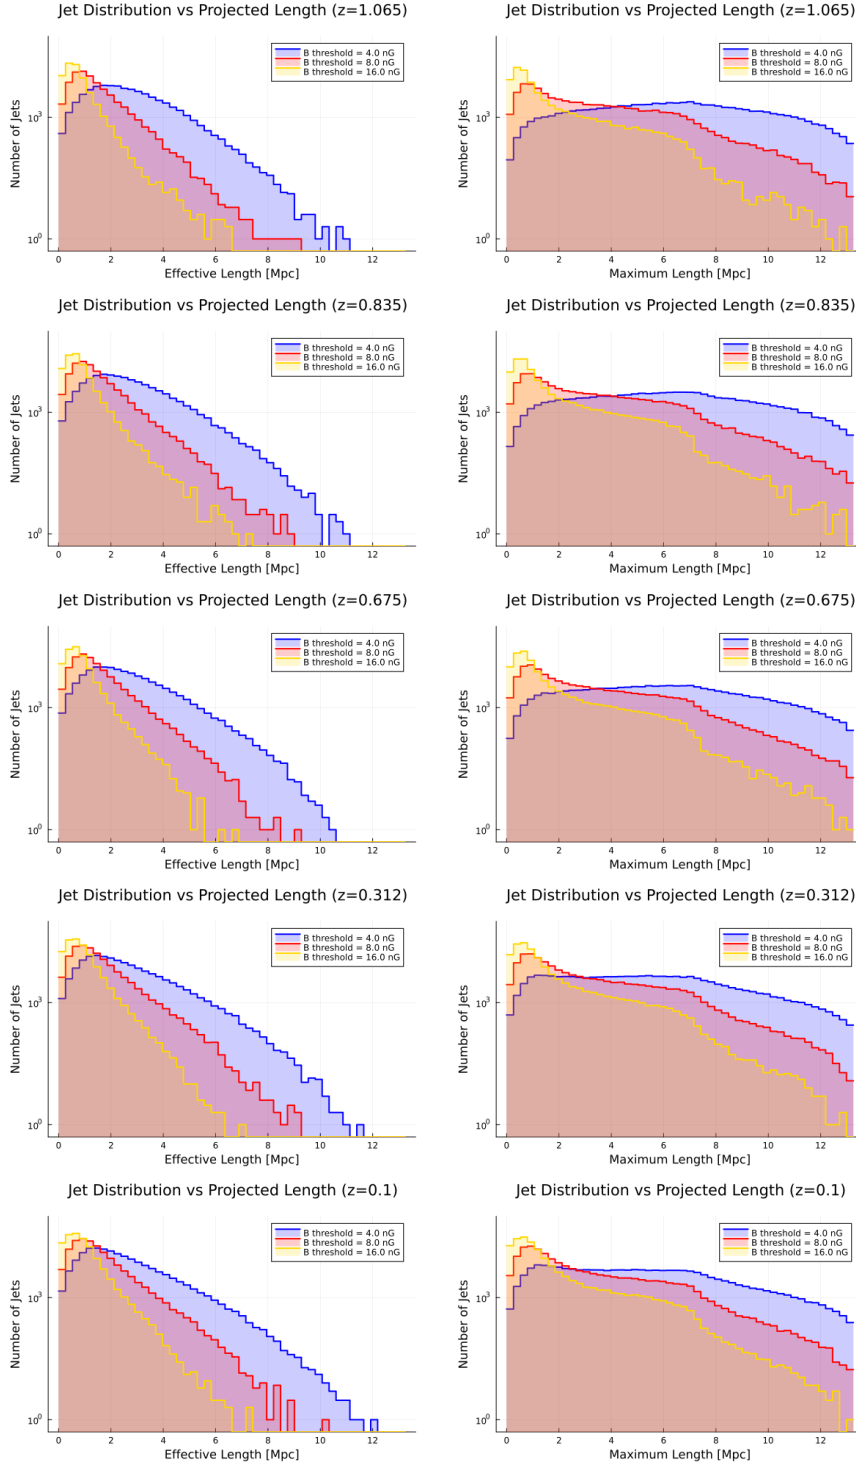 Jet Distribution vs Projected Length (z=1.065)
B threshold = 4.0 nG
B threshold = 8.0 nG
B threshold = 16.0 nG
Number of Jets
10³
10⁰
0 2 4 6 8 10 12
Effective Length [Mpc]
Jet Distribution vs Projected Length (z=1.065)
B threshold = 4.0 nG
B threshold = 8.0 nG
B threshold = 16.0 nG
Number of Jets
10³
10⁰
0 2 4 6 8 10 12
Maximum Length [Mpc]
Jet Distribution vs Projected Length (z=0.835)
B threshold = 4.0 nG
B threshold = 8.0 nG
B threshold = 16.0 nG
Number of Jets
10³
10⁰
0 2 4 6 8 10 12
Effective Length [Mpc]
Jet Distribution vs Projected Length (z=0.835)
B threshold = 4.0 nG
B threshold = 8.0 nG
B threshold = 16.0 nG
Number of Jets
10³
10⁰
0 2 4 6 8 10 12
Maximum Length [Mpc]
Jet Distribution vs Projected Length (z=0.675)
B threshold = 4.0 nG
B threshold = 8.0 nG
B threshold = 16.0 nG
Number of Jets
10³
10⁰
0 2 4 6 8 10 12
Effective Length [Mpc]
Jet Distribution vs Projected Length (z=0.675)
B threshold = 4.0 nG
B threshold = 8.0 nG
B threshold = 16.0 nG
Number of Jets
10³
10⁰
0 2 4 6 8 10 12
Maximum Length [Mpc]
Jet Distribution vs Projected Length (z=0.312)
B threshold = 4.0 nG
B threshold = 8.0 nG
B threshold = 16.0 nG
Number of Jets
10³
10⁰
0 2 4 6 8 10 12
Effective Length [Mpc]
Jet Distribution vs Projected Length (z=0.312)
B threshold = 4.0 nG
B threshold = 8.0 nG
B threshold = 16.0 nG
Number of Jets
10³
10⁰
0 2 4 6 8 10 12
Maximum Length [Mpc]
Jet Distribution vs Projected Length (z=0.1)
B threshold = 4.0 nG
B threshold = 8.0 nG
B threshold = 16.0 nG
Number of Jets
10³
10⁰
0 2 4 6 8 10 12
Effective Length [Mpc]
Jet Distribution vs Projected Length (z=0.1)
B threshold = 4.0 nG
B threshold = 8.0 nG
B threshold = 16.0 nG
Number of Jets
10³
10⁰
0 2 4 6 8 10 12
Maximum Length [Mpc]